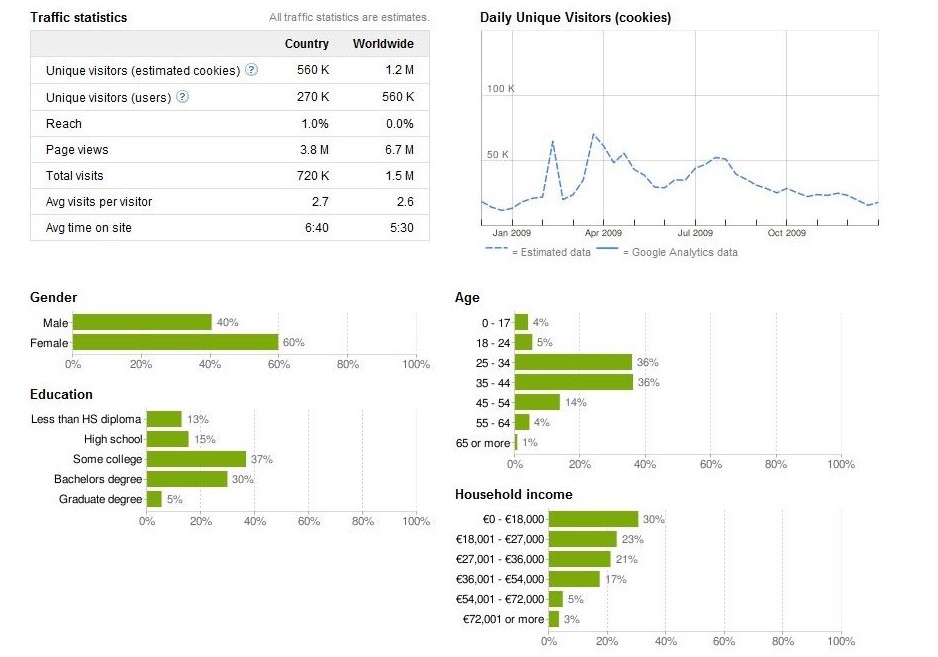 Traffic statistics
All traffic statistics are estimates.
Country Worldwide
Unique visitors (estimated cookies) ? 560 K 1.2 M
Unique visitors (users) ? 270 K 560 K
Reach 1.0% 0.0%
Page views 3.8 M 6.7 M
Total visits 720 K 1.5 M
Avg visits per visitor 2.7 2.6
Avg time on site 6:40 5:30
Daily Unique Visitors (cookies)
100 K
50 K
Jan 2009 Apr 2009 Jul 2009 Oct 2009
= Estimated data = Google Analytics data
Gender
Male 40%
Female 60%
0% 20% 40% 60% 80% 100%
Education
Less than HS diploma 13%
High school 15%
Some college 37%
Bachelors degree 30%
Graduate degree 5%
0% 20% 40% 60% 80% 100%
Age
0 - 17 4%
18 - 24 5%
25 - 34 36%
35 - 44 36%
45 - 54 14%
55 - 64 4%
65 or more 1%
0% 20% 40% 60% 80% 100%
Household income
€0 - €18,000 30%
€18,001 - €27,000 23%
€27,001 - €36,000 21%
€36,001 - €54,000 17%
€54,001 - €72,000 5%
€72,001 or more 3%
0% 20% 40% 60% 80% 100%